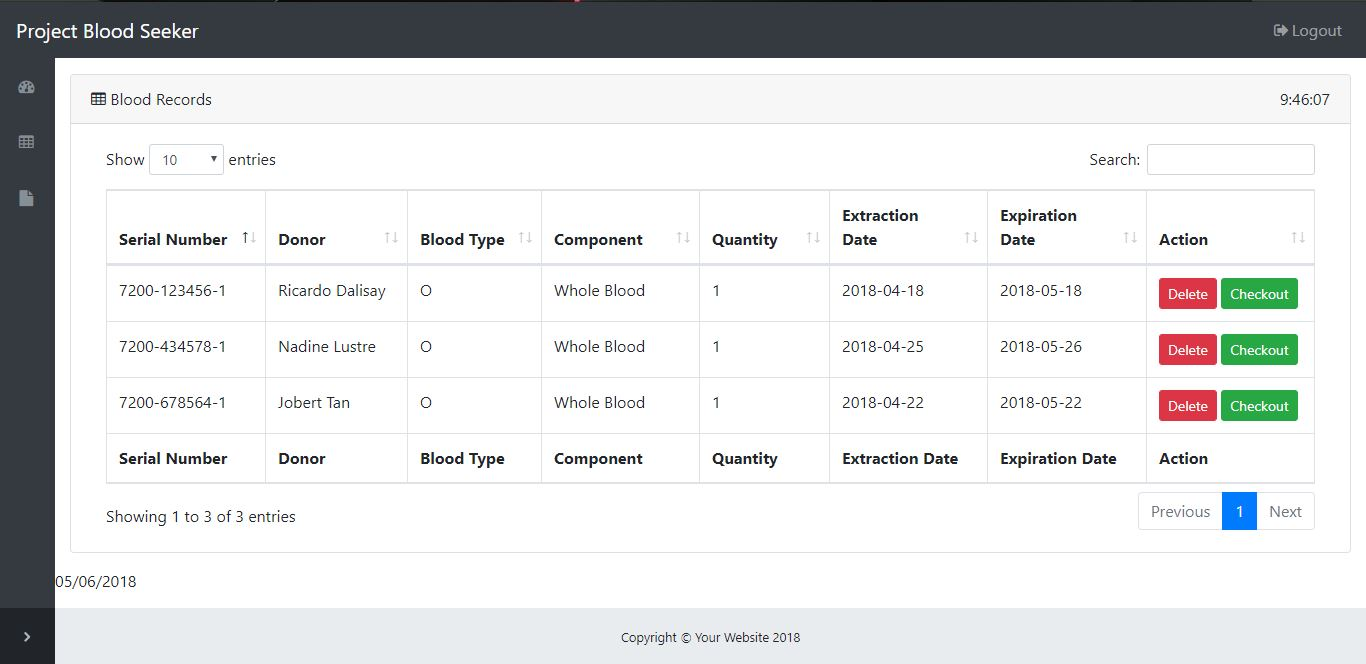 Project Blood Seeker Logout
Blood Records 9:46:07
Show 10 entries Search:
Serial Number Donor Blood Type Component Quantity Extraction Date Expiration Date Action
7200-123456-1 Ricardo Dalisay O Whole Blood 1 2018-04-18 2018-05-18 Delete Checkout
7200-434578-1 Nadine Lustre O Whole Blood 1 2018-04-25 2018-05-26 Delete Checkout
7200-678564-1 Jobert Tan O Whole Blood 1 2018-04-22 2018-05-22 Delete Checkout
Serial Number Donor Blood Type Component Quantity Extraction Date Expiration Date Action
Showing 1 to 3 of 3 entries Previous 1 Next
05/06/2018
Copyright © Your Website 2018